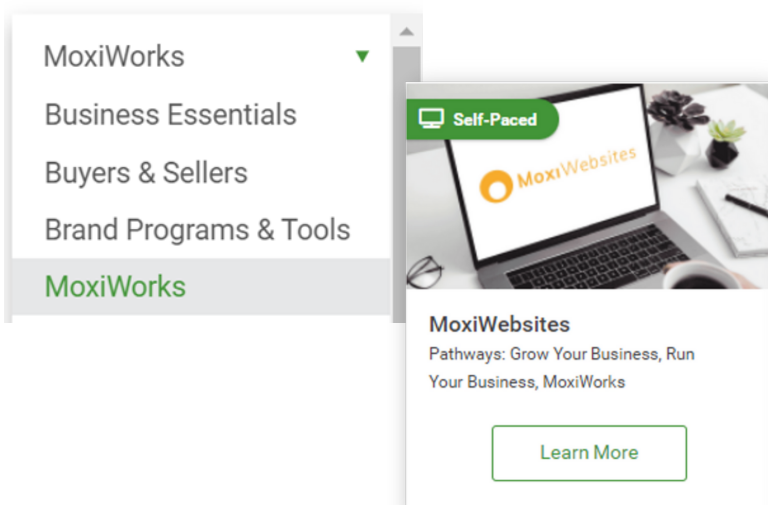 MoxiWorks
Business Essentials
Buyers & Sellers
Brand Programs & Tools
MoxiWorks
Self-Paced
MoxiWebsites
MoxiWebsites
Pathways: Grow Your Business, Run
Your Business, MoxiWorks
Learn More